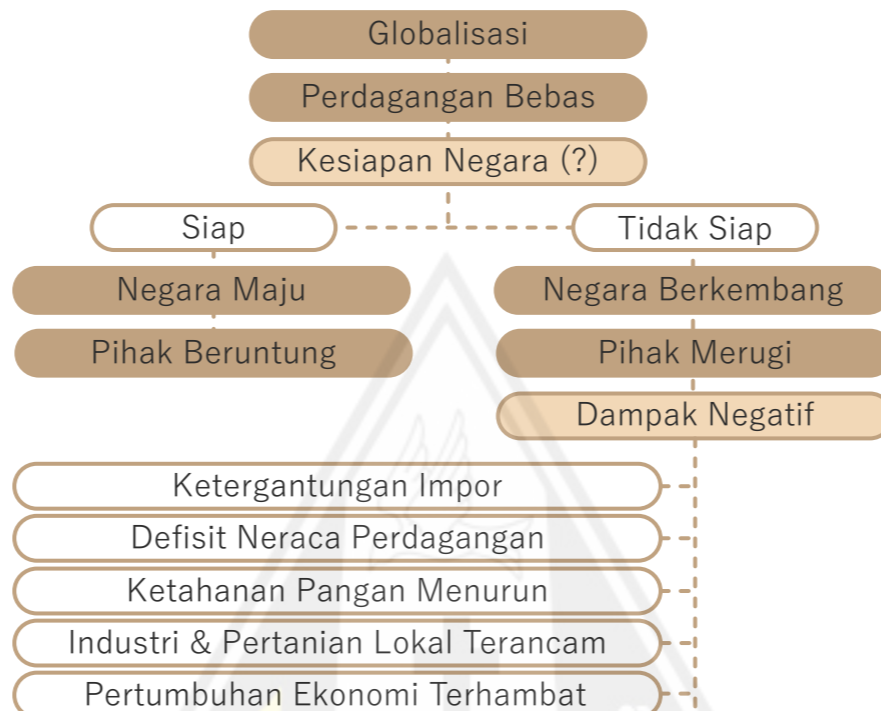 Globalisasi
Perdagangan Bebas
Kesiapan Negara (?)
Siap
Tidak Siap
Negara Maju
Negara Berkembang
Pihak Beruntung
Pihak Merugi
Dampak Negatif
Ketergantungan Impor
Defisit Neraca Perdagangan
Ketahanan Pangan Menurun
Industri & Pertanian Lokal Terancam
Pertumbuhan Ekonomi Terhambat